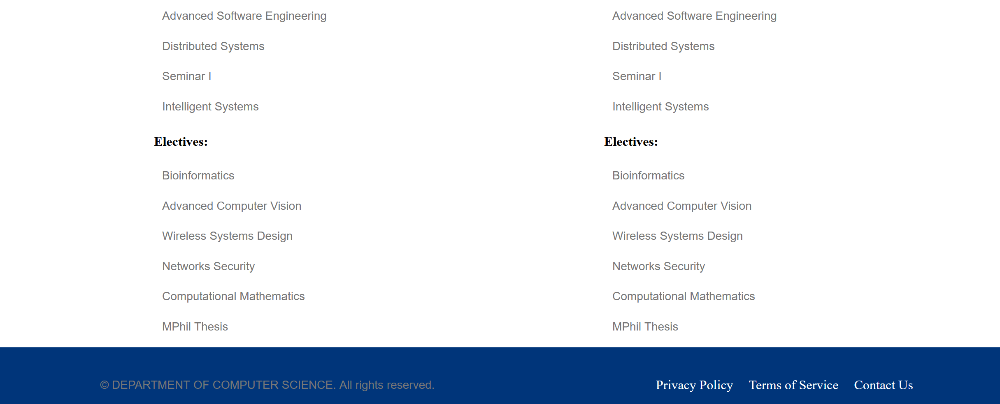 Advanced Software Engineering
Distributed Systems
Seminar I
Intelligent Systems
Electives:
Bioinformatics
Advanced Computer Vision
Wireless Systems Design
Networks Security
Computational Mathematics
MPhil Thesis
Advanced Software Engineering
Distributed Systems
Seminar I
Intelligent Systems
Electives:
Bioinformatics
Advanced Computer Vision
Wireless Systems Design
Networks Security
Computational Mathematics
MPhil Thesis
© DEPARTMENT OF COMPUTER SCIENCE. All rights reserved.
Privacy Policy Terms of Service Contact Us